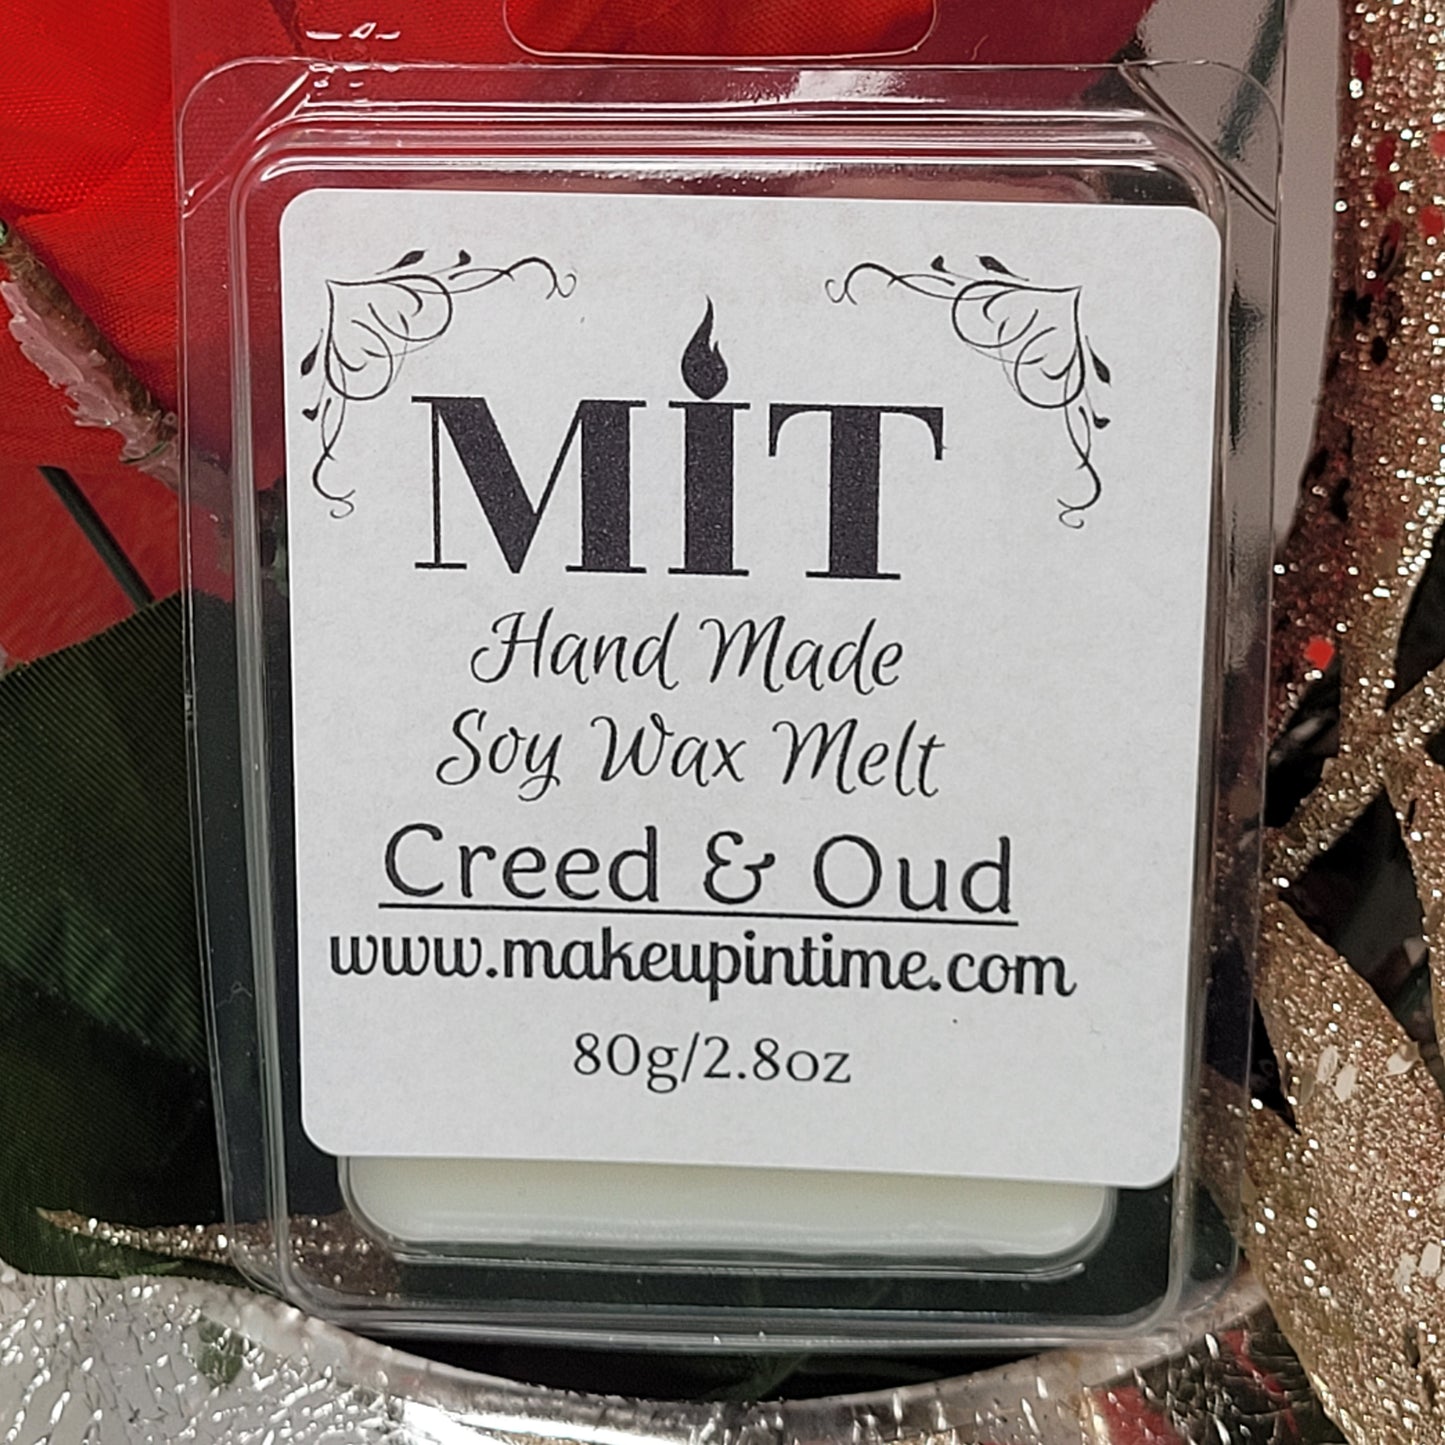 MiT
Hand Made
Soy Wax Melt
Creed & Oud
www.makeupintime.com
80g/2.8oz